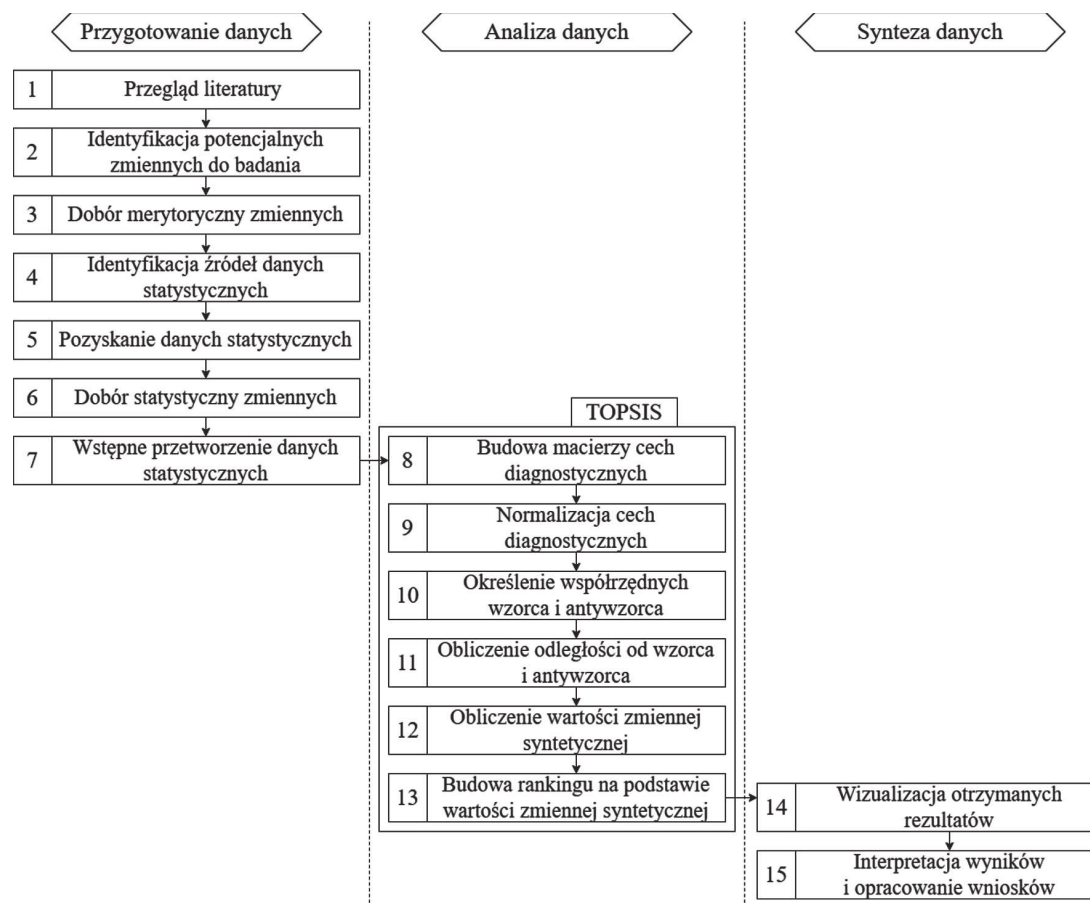 Przygotowanie danych
Analiza danych
Synteza danych
1
Przegląd literatury
2
Identyfikacja potencjalnych
zmiennych do badania
3
Dobór merytoryczny zmiennych
4
Identyfikacja źródeł danych
statystycznych
5
Pozyskanie danych statystycznych
6
Dobór statystyczny zmiennych
7
Wstępne przetworzenie danych
statystycznych
TOPSIS
8
Budowa macierzy cech
diagnostycznych
9
Normalizacja cech
diagnostycznych
10
Określenie współrzędnych
wzorca i antywzorca
11
Obliczenie odległości od wzorca
i antywzorca
12
Obliczenie wartości zmiennej
syntetycznej
13
Budowa rankingu na podstawie
wartości zmiennej syntetycznej
14
Wizualizacja otrzymanych
rezultatów
15
Interpretacja wyników
i opracowanie wniosków